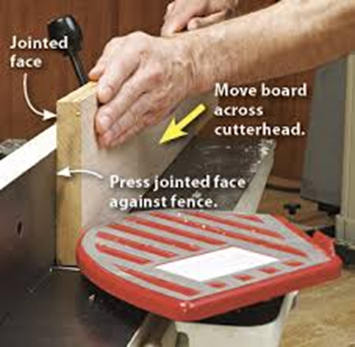 Jointed
face
Move board
across
cutterhead.
Press jointed face
against fence.